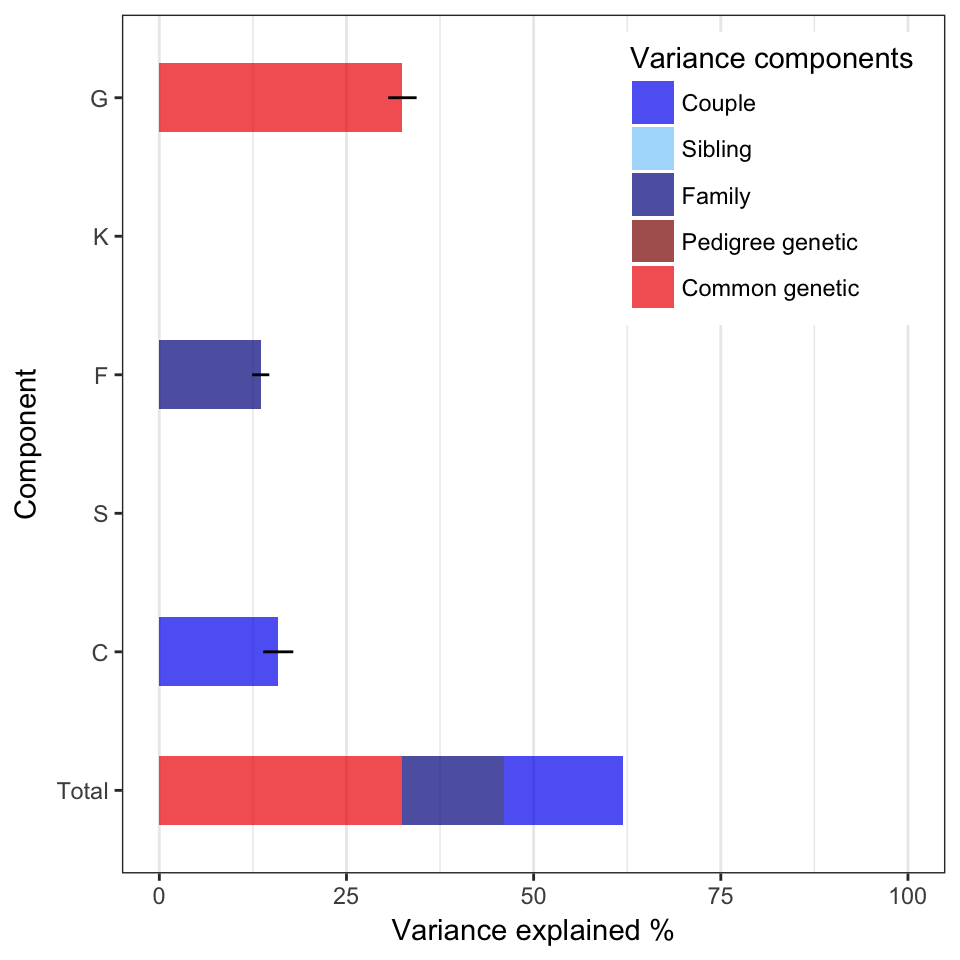 Variance components
Couple
Sibling
Family
Pedigree genetic
Common genetic
Component
G
K
F
S
C
Total
0 25 50 75 100
Variance explained %